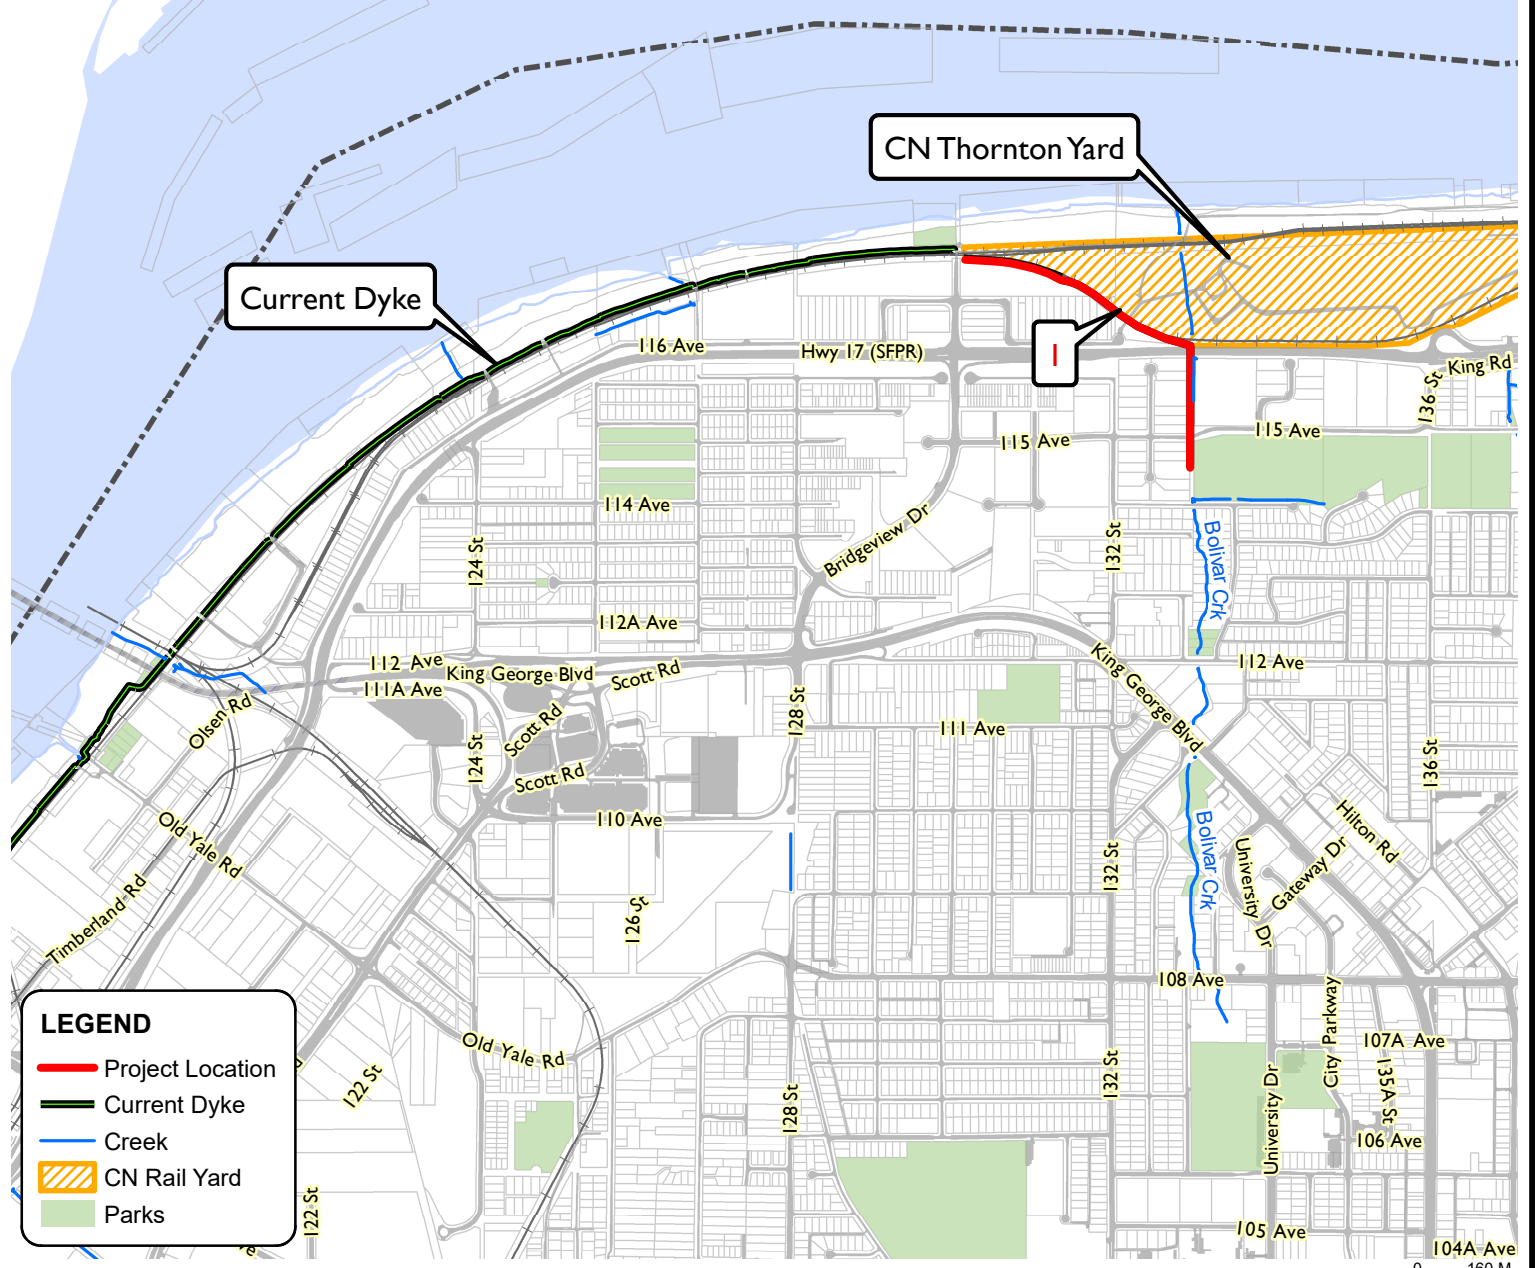 CN Thornton Yard
Current Dyke
1
116 Ave
Hwy 17 (SFPR)
King Rd
136 St
115 Ave
115 Ave
114 Ave
Bridgeview Dr
124 St
132 St
Bolivar Crk
112A Ave
112 Ave
King George Blvd
Scott Rd
112 Ave
111A Ave
King George Blvd
Olsen Rd
Scott Rd
128 St
111 Ave
124 St
136 St
Scott Rd
110 Ave
Old Yale Rd
Bolivar Crk
Hilton Rd
132 St
University Dr
Gateway Dr
Timberland Rd
126 St
108 Ave
City Parkway
Old Yale Rd
107A Ave
122 St
128 St
132 St
University Dr
135A St
106 Ave
122 St
105 Ave
104A Ave
LEGEND
Project Location
Current Dyke
Creek
CN Rail Yard
Parks
0 160 M